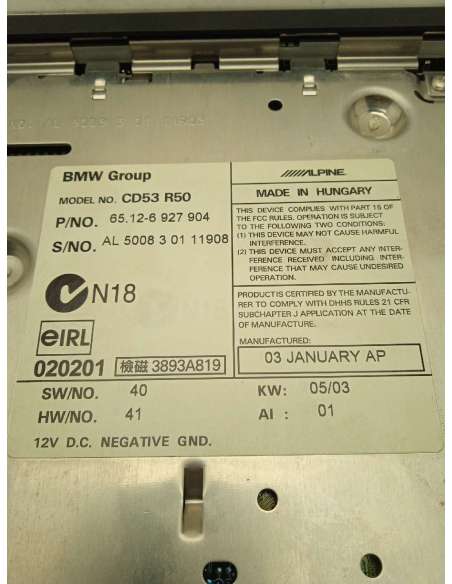 BMW Group
MODEL NO. CD53 R50
P/NO. 65.12-6 927 904
S/NO. AL 5008 3 01 11908
N18
eIRL
020201 檢磁 3893A819
SW/NO. 40
HW/NO. 41
12V D.C. NEGATIVE GND.
ALPINE
MADE IN HUNGARY
THIS DEVICE COMPLIES WITH PART 15 OF
THE FCC RULES. OPERATION IS SUBJECT
TO THE FOLLOWING TWO CONDITIONS:
(1) THIS DEVICE MAY NOT CAUSE HARMFUL
INTERFERENCE.
(2) THIS DEVICE MUST ACCEPT ANY INTER-
FERENCE RECEIVED INCLUDING INTER-
FERENCE THAT MAY CAUSE UNDESIRED
OPERATION.
PRODUCT IS CERTIFIED BY THE MANUFACTU-
RER TO COMPLY WITH DHHS RULES 21 CFR
SUBCHAPTER J APPLICATION AT THE DATE
OF MANUFACTURE.
MANUFACTURED:
03 JANUARY AP
KW: 05/03
AI : 01